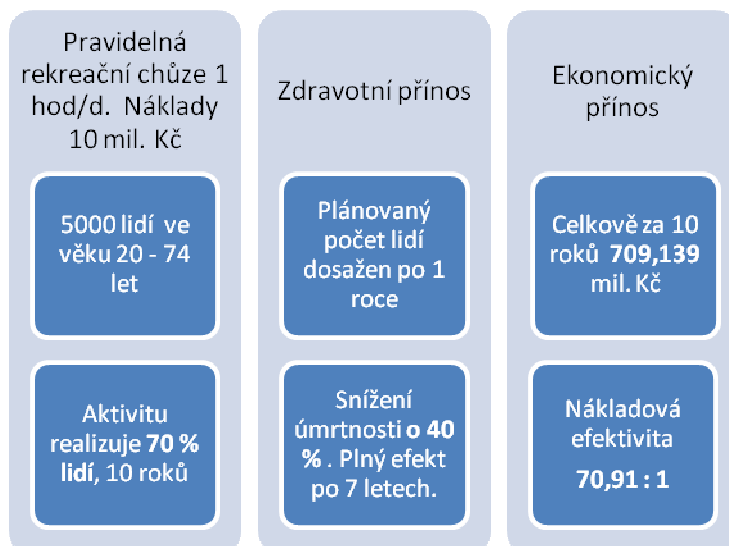 Pravidelná
rekreační chůze 1
hod/d. Náklady
10 mil. Kč
5000 lidí ve
věku 20 - 74
let
Aktivitu
realizuje 70 %
lidí, 10 roků
Zdravotní přínos
Plánovaný
počet lidí
dosažen po 1
roce
Snížení
úmrtnosti o 40
% . Plný efekt
po 7 letech.
Ekonomický
přínos
Celkově za 10
roků 709,139
mil. Kč
Nákladová
efektivita
70,91 : 1